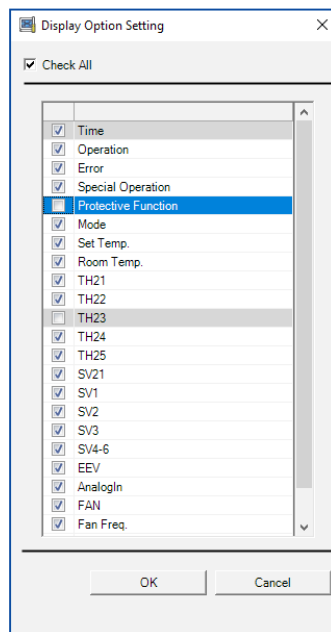 Display Option Setting
Check All
Time
Operation
Error
Special Operation
Protective Function
Mode
Set Temp.
Room Temp.
TH21
TH22
TH23
TH24
TH25
SV21
SV1
SV2
SV3
SV4-6
EEV
AnalogIn
FAN
Fan Freq.
OK Cancel